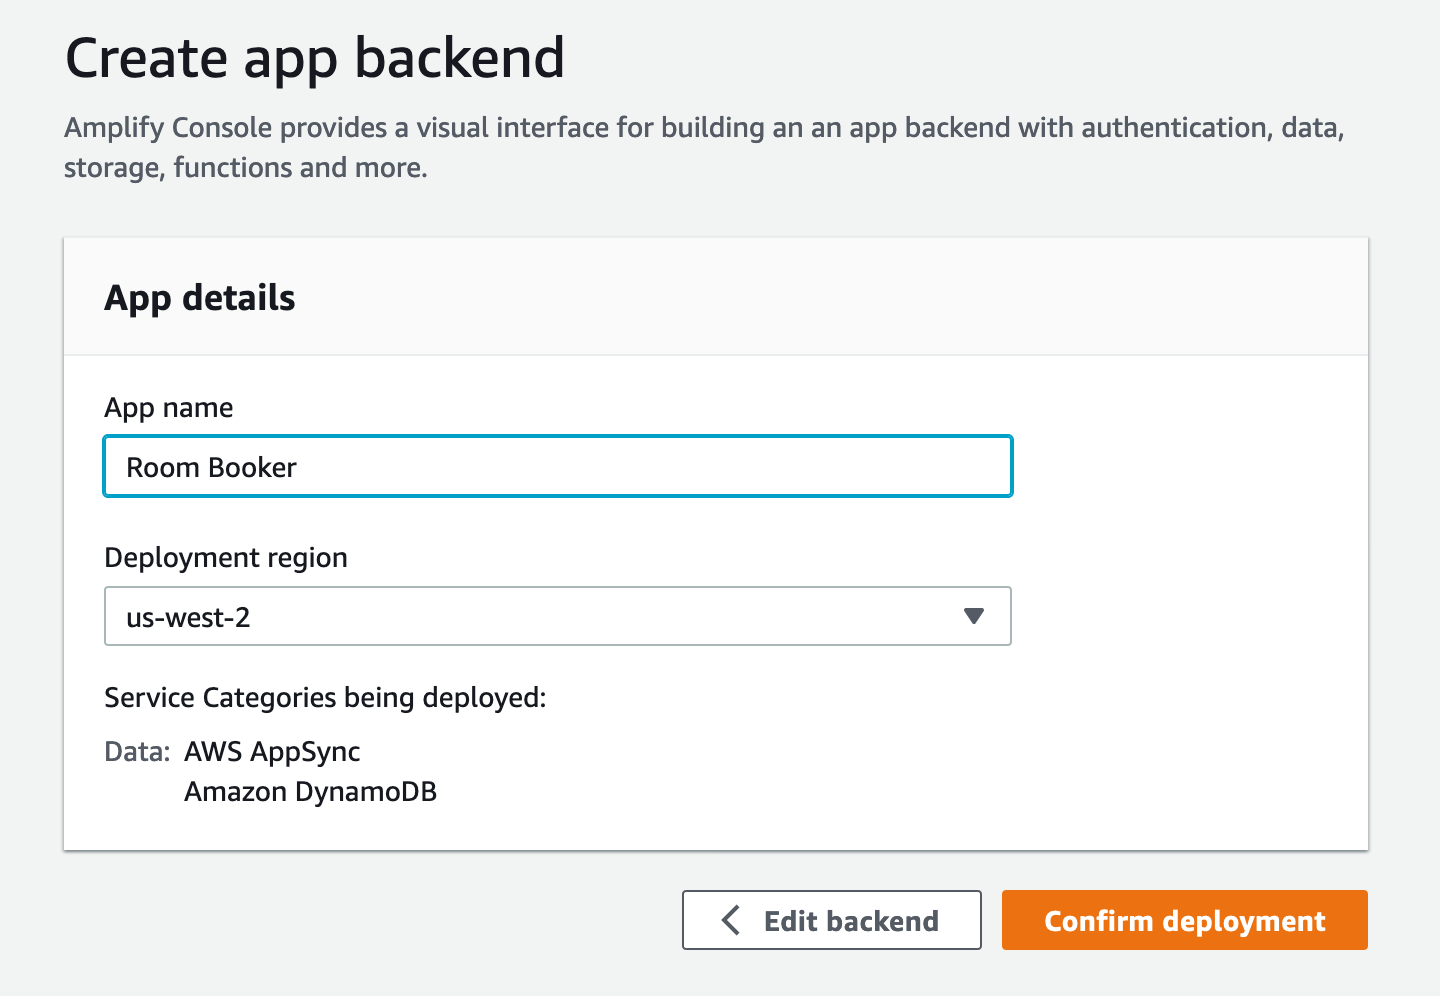 Create app backend
Amplify Console provides a visual interface for building an an app backend with authentication, data,
storage, functions and more.
App details
App name
Room Booker
Deployment region
us-west-2
Service Categories being deployed:
Data: AWS AppSync
Amazon DynamoDB
Edit backend
Confirm deployment